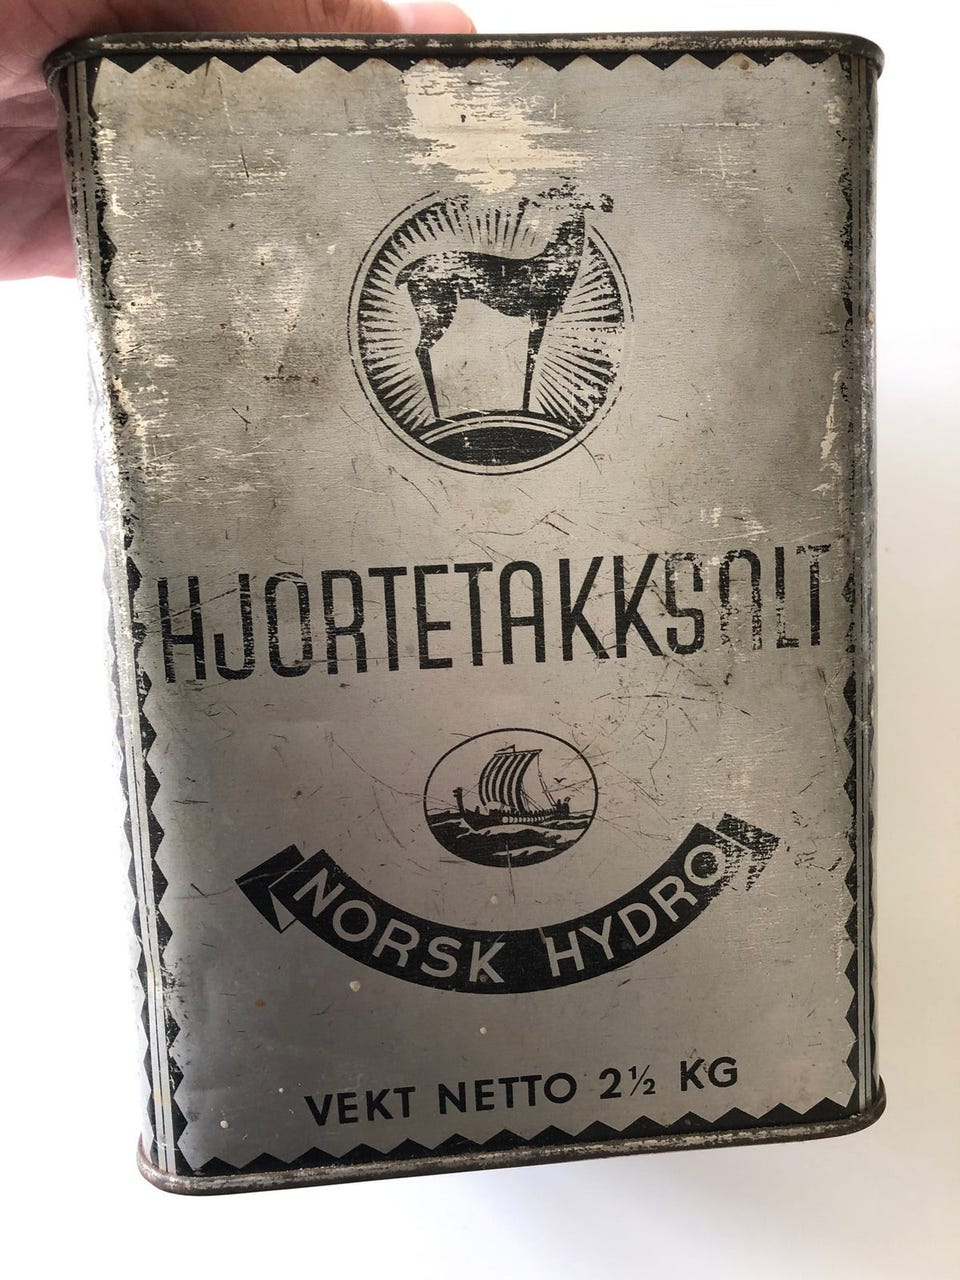 HJORTETAKKSALT
NORSK HYDRO
VEKT NETTO 2½ KG